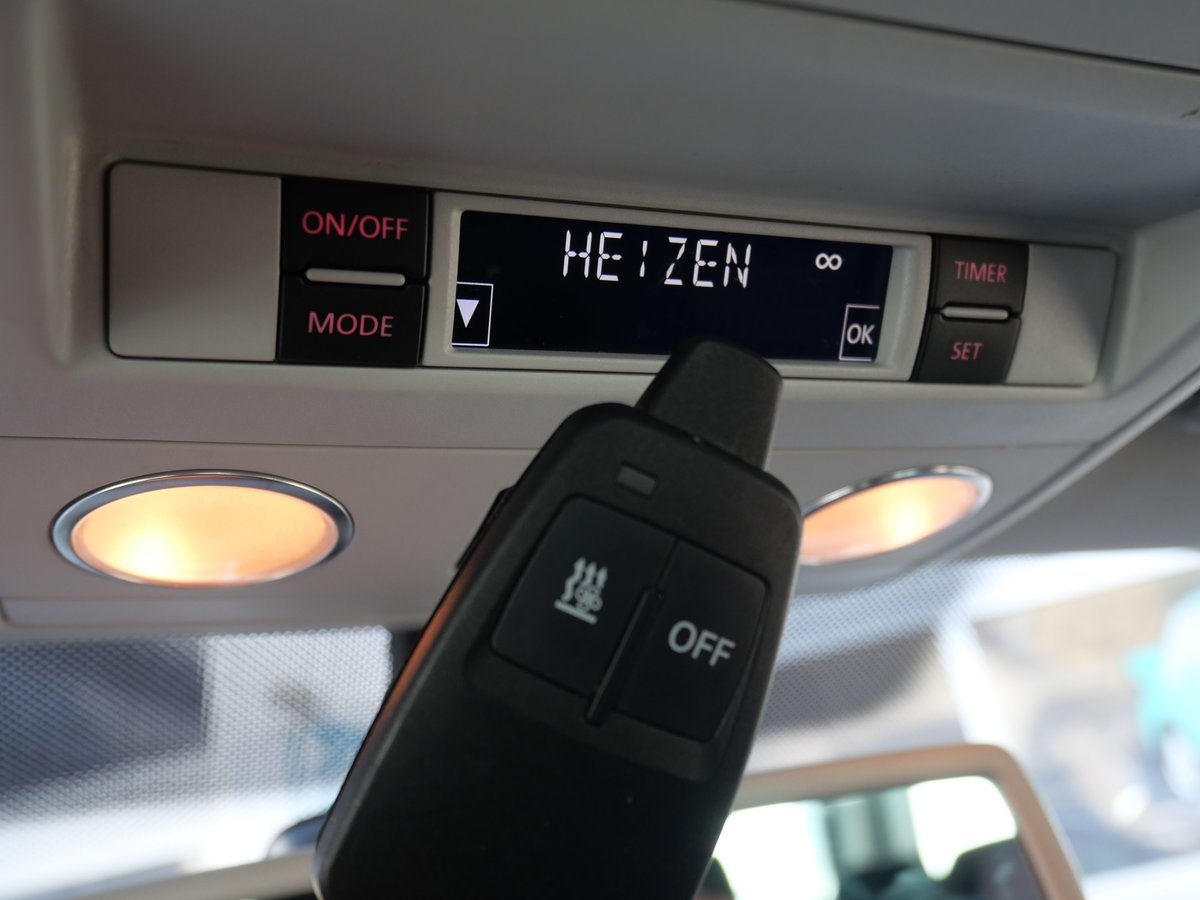 ON/OFF
MODE
HEIZEN ∞
OK
TIMER
SET
OFF